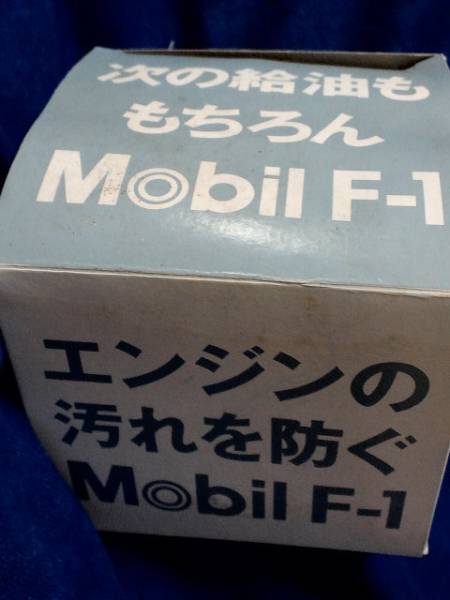 次の給油も
もちろん
Mobil F-1
エンジンの
汚れを防ぐ
Mobil F-1